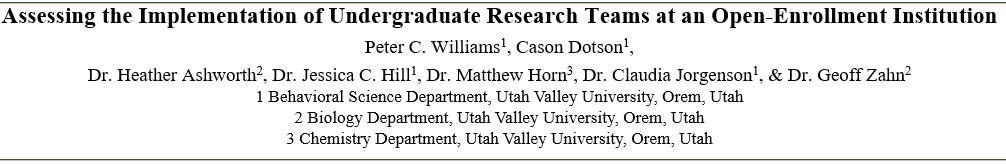 Assessing the Implementation of Undergraduate Research Teams at an Open-Enrollment Institution
Peter C. Williams¹, Cason Dotson¹,
Dr. Heather Ashworth², Dr. Jessica C. Hill¹, Dr. Matthew Horn³, Dr. Claudia Jorgenson¹, & Dr. Geoff Zahn²
1 Behavioral Science Department, Utah Valley University, Orem, Utah
2 Biology Department, Utah Valley University, Orem, Utah
3 Chemistry Department, Utah Valley University, Orem, Utah